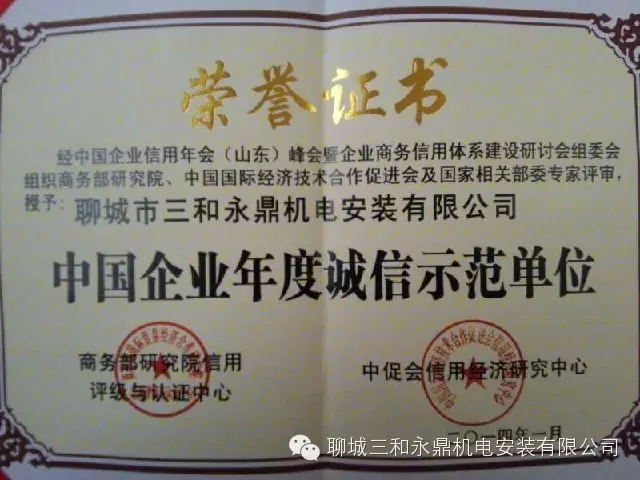 荣誉证书
经中国企业信用年会（山东）峰会暨企业商务信用体系建设研讨会组委会
组织商务部研究院、中国国际经济技术合作促进会及国家相关部委专家评审，
授予：聊城市三和永鼎机电安装有限公司
中国企业年度诚信示范单位
商务部研究院信用
评级与认证中心
中促会信用经济研究中心
二〇一四年一月
聊城三和永鼎机电安装有限公司